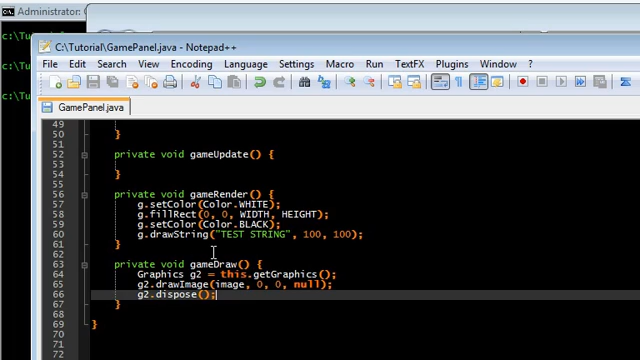 Administrator: C
C:\Tutorial\GamePanel.java - Notepad++
File Edit Search View Encoding Language Settings Macro Run TextFX Plugins Window ?
GamePanel.java
c:\Tu
c:\Tu
c:\Tu
49
50 }
51
52 private void gameUpdate() {
53
54 }
55
56 private void gameRender() {
57 g.setColor(Color.WHITE);
58 g.fillRect(0, 0, WIDTH, HEIGHT);
59 g.setColor(Color.BLACK);
60 g.drawString("TEST STRING", 100, 100);
61 }
62
63 private void gameDraw() {
64 Graphics g2 = this.getGraphics();
65 g2.drawImage(image, 0, 0, null);
66 g2.dispose();
67 }
68
69 }
70
71
72